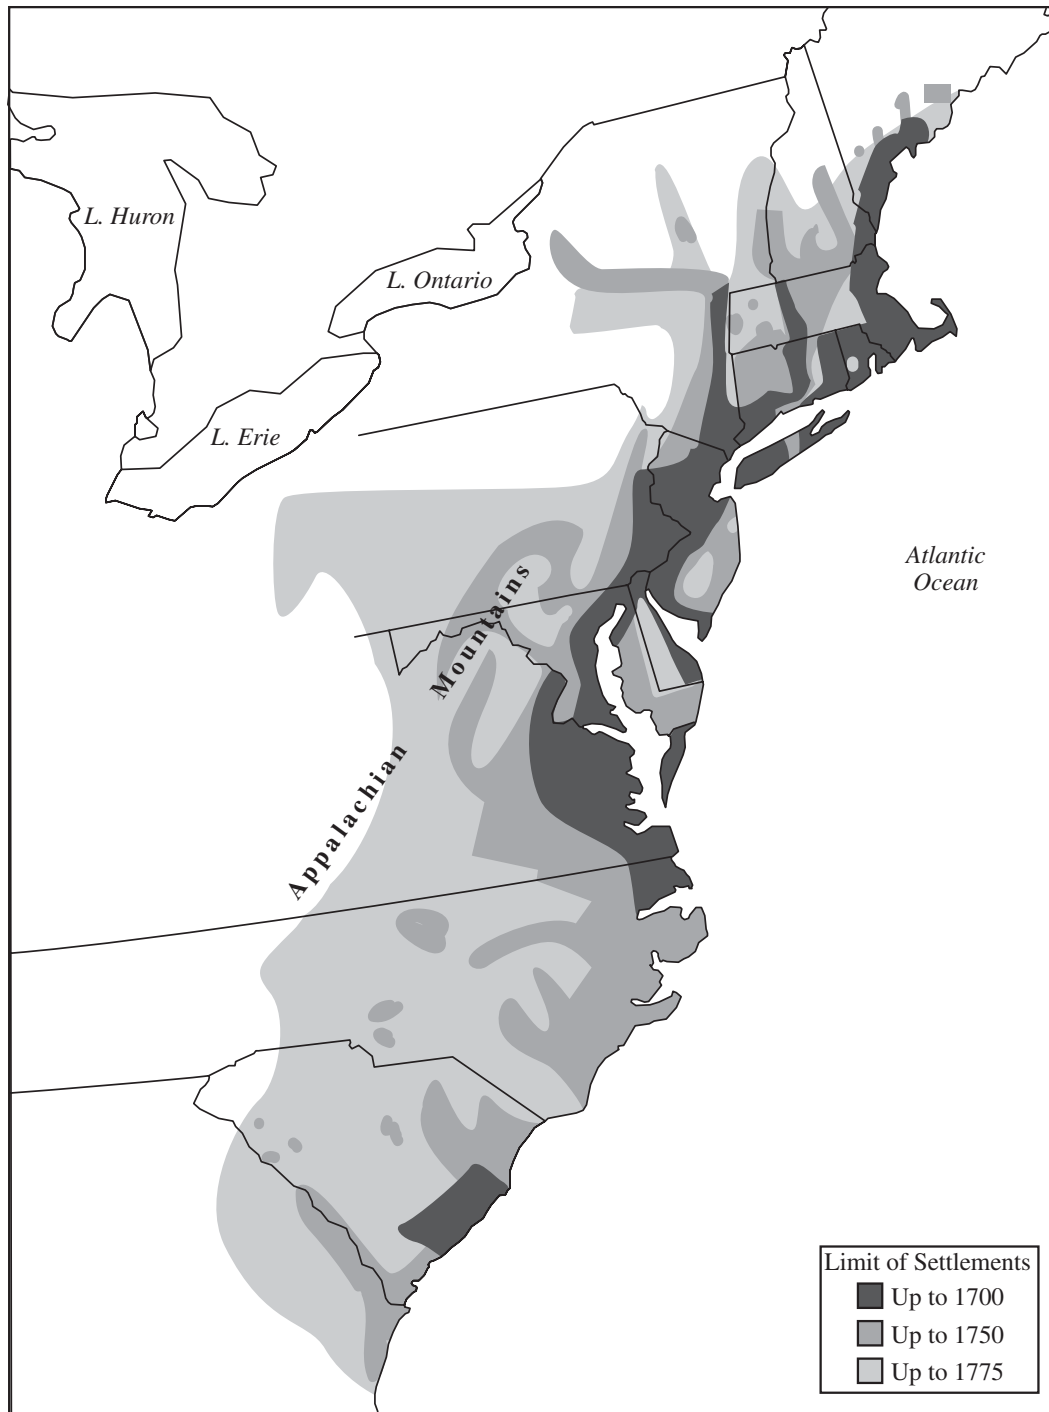 L. Huron
L. Ontario
L. Erie
Atlantic
Ocean
Appalachian
Mountains
Limit of Settlements
Up to 1700
Up to 1750
Up to 1775